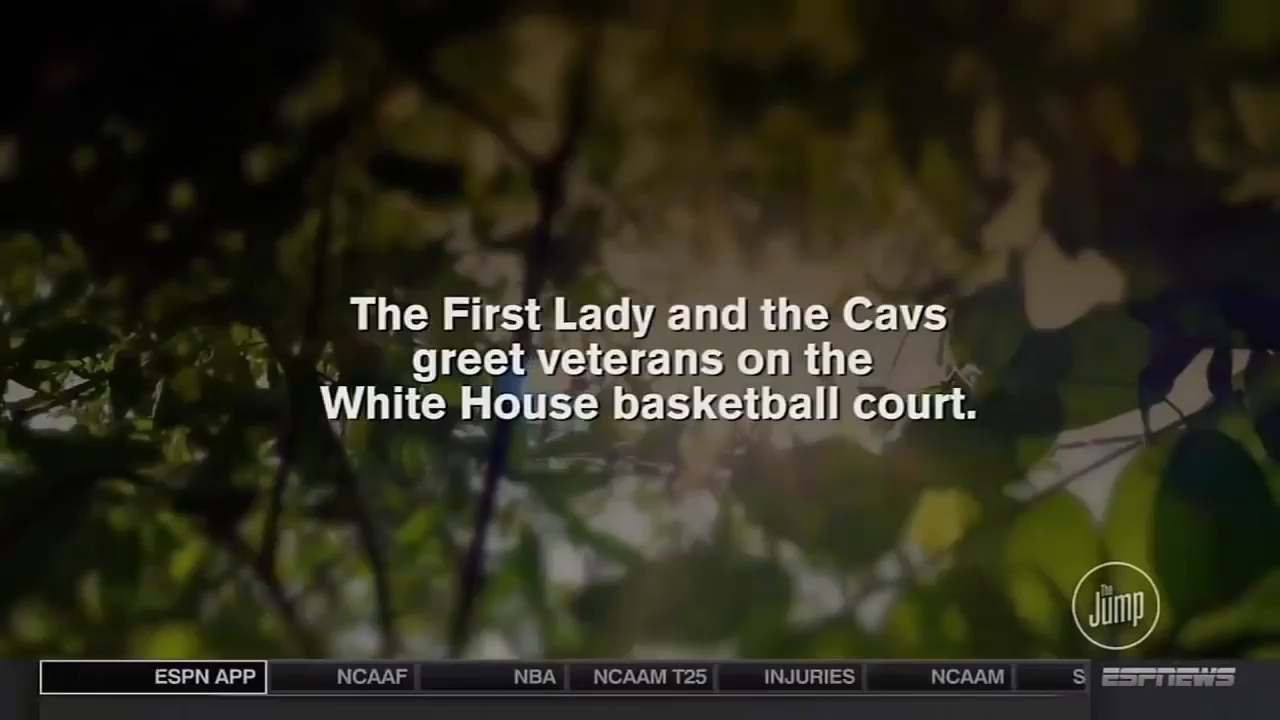 The First Lady and the Cavs
greet veterans on the
White House basketball court.
The
Jump
ESPN APP NCAAF NBA NCAAM T25 INJURIES NCAAM S ESPNEWS